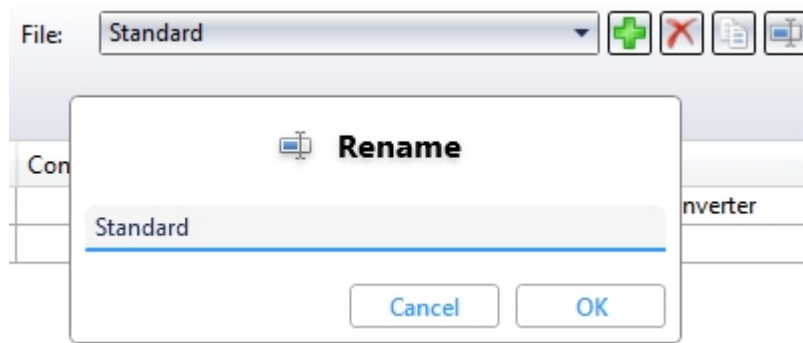 File: Standard
Rename
Con
nverter
Standard
Cancel OK